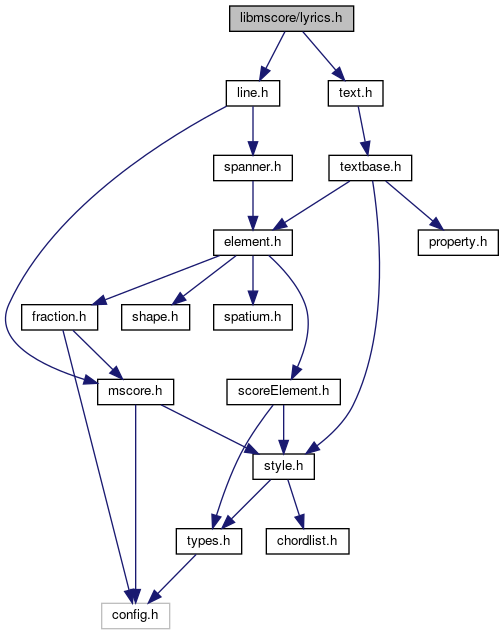 libmscore/lyrics.h
line.h
text.h
spanner.h
textbase.h
element.h
property.h
fraction.h
shape.h
spatium.h
mscore.h
scoreElement.h
style.h
types.h
chordlist.h
config.h